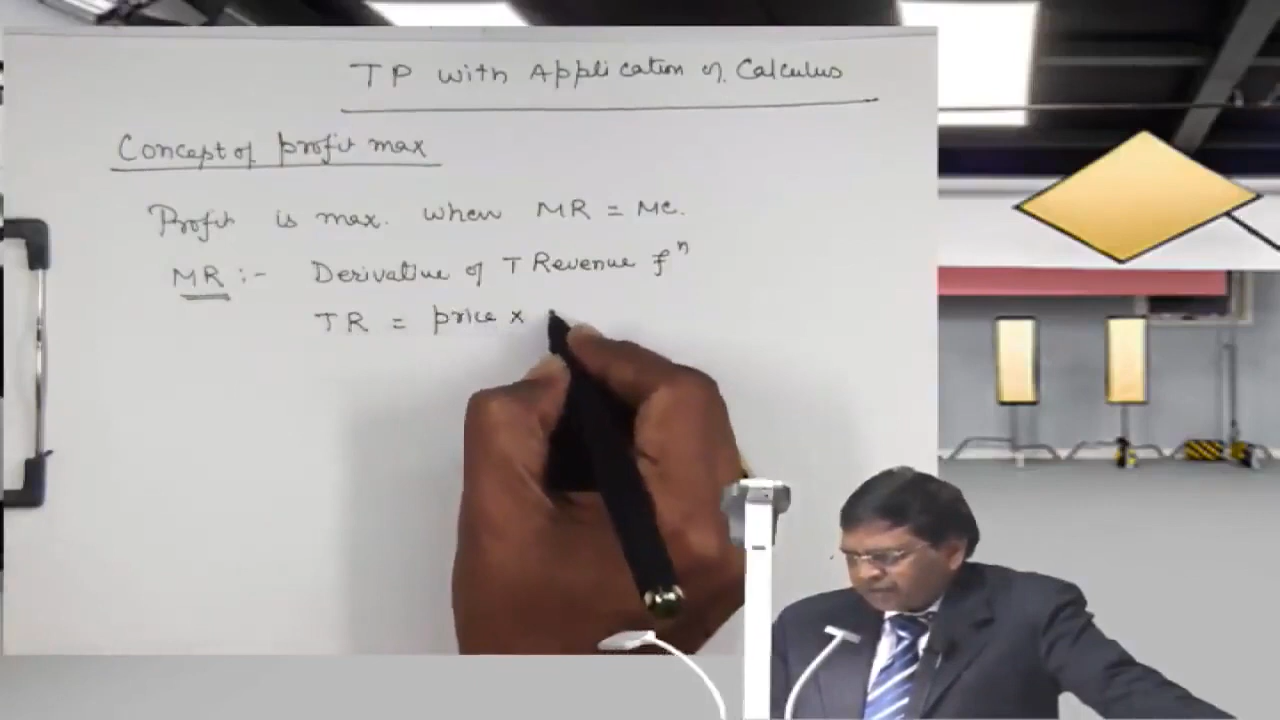 TP with Application of Calculus
Concept of profit max
Profit is max. when MR = MC.
MR :- Derivative of T Revenue fⁿ
TR = price ×